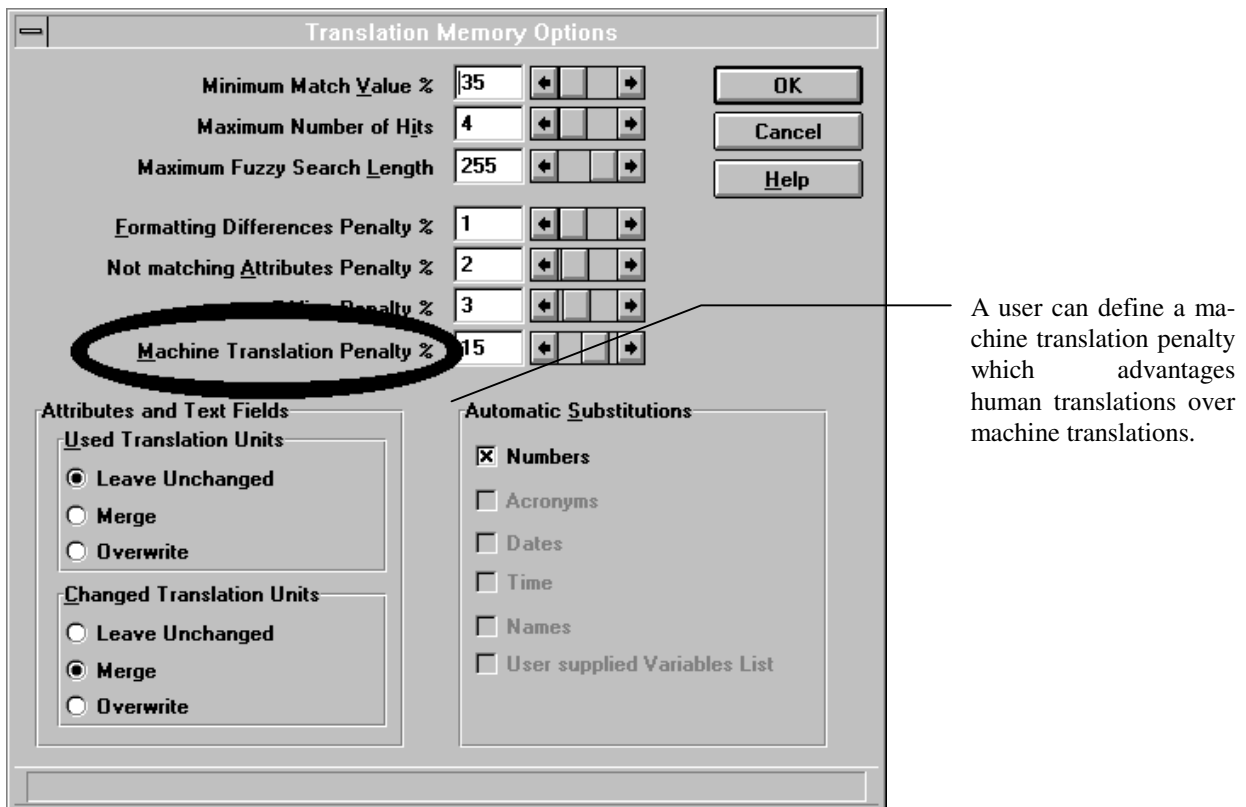 Translation Memory Options
Minimum Match Value % 35
Maximum Number of Hits 4
Maximum Fuzzy Search Length 255
OK
Cancel
Help
Formatting Differences Penalty % 1
Not matching Attributes Penalty % 2
Penalty % 3
Machine Translation Penalty % 15
A user can define a ma-
chine translation penalty
which advantages
human translations over
machine translations.
Attributes and Text Fields
Used Translation Units
Leave Unchanged
Merge
Overwrite
Changed Translation Units
Leave Unchanged
Merge
Overwrite
Automatic Substitutions
Numbers
Acronyms
Dates
Time
Names
User supplied Variables List